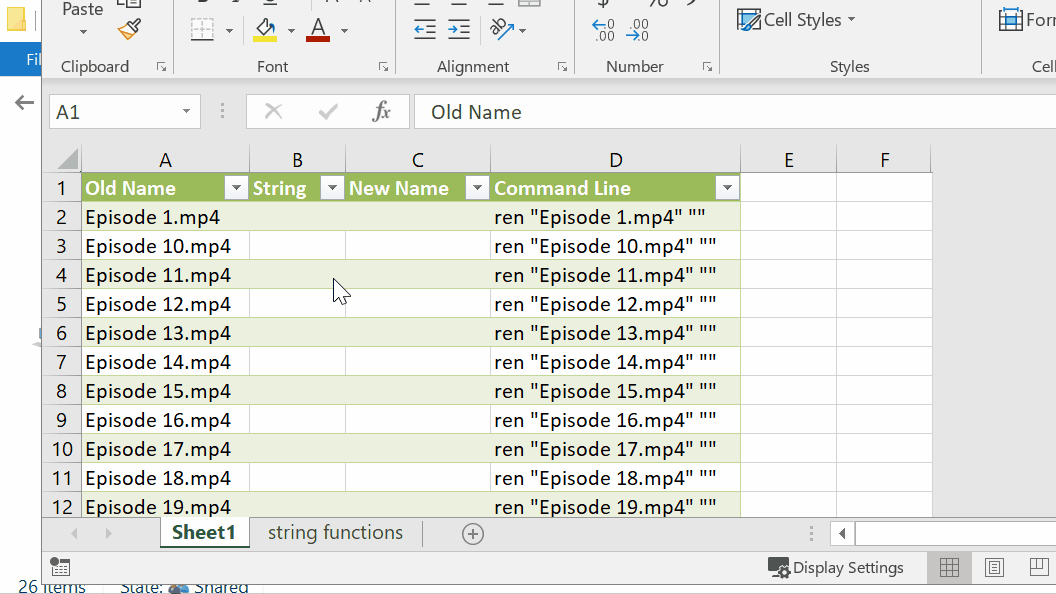 Paste
$ % 9
Cell Styles
Form
Clipboard
Font
Alignment
Number
Styles
Cell
Fil
A1
fx
Old Name
A B C D E F
1 Old Name String New Name Command Line
2 Episode 1.mp4 ren "Episode 1.mp4" ""
3 Episode 10.mp4 ren "Episode 10.mp4" ""
4 Episode 11.mp4 ren "Episode 11.mp4" ""
5 Episode 12.mp4 ren "Episode 12.mp4" ""
6 Episode 13.mp4 ren "Episode 13.mp4" ""
7 Episode 14.mp4 ren "Episode 14.mp4" ""
8 Episode 15.mp4 ren "Episode 15.mp4" ""
9 Episode 16.mp4 ren "Episode 16.mp4" ""
10 Episode 17.mp4 ren "Episode 17.mp4" ""
11 Episode 18.mp4 ren "Episode 18.mp4" ""
12 Episode 19.mp4 ren "Episode 19.mp4" ""
Sheet1 string functions
Display Settings
26 items State: Shared